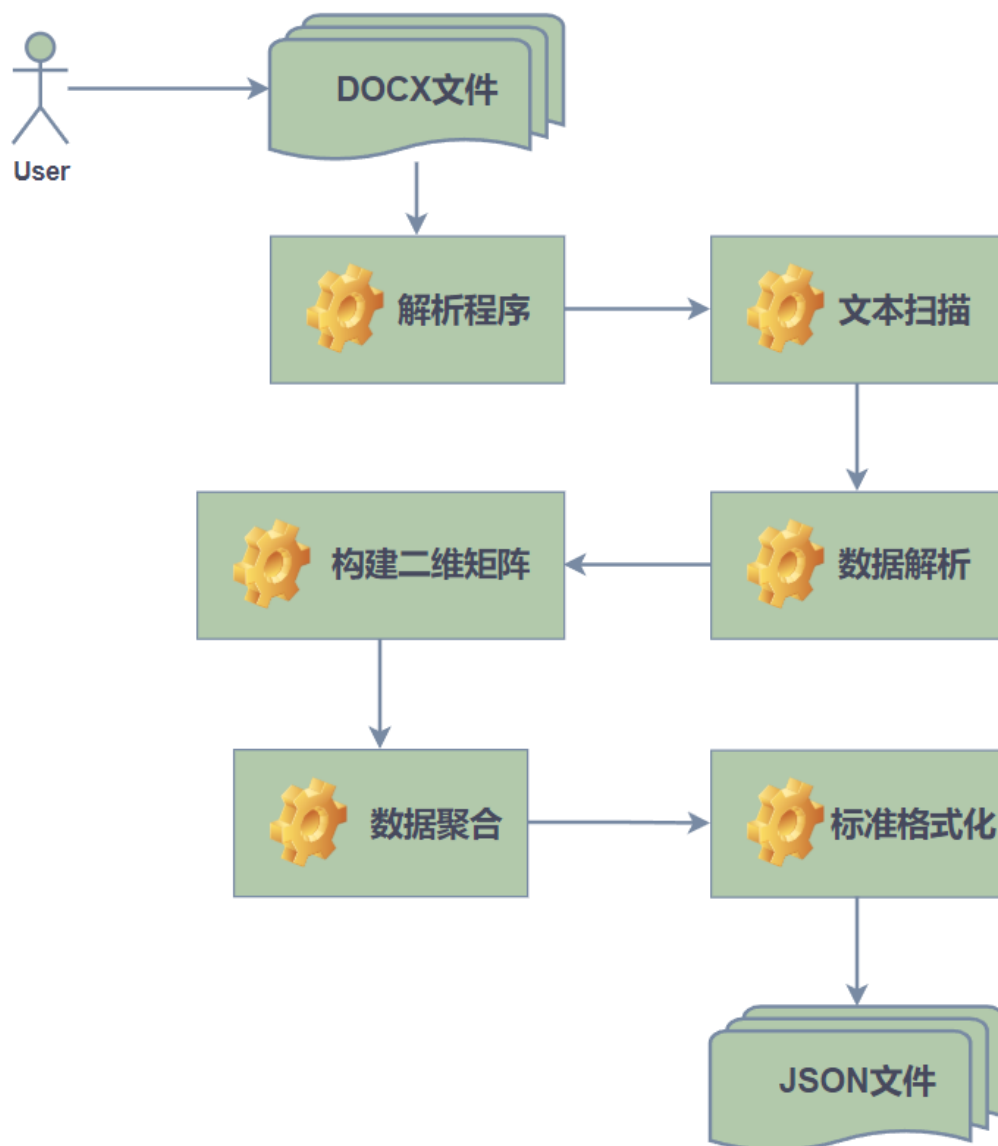 DOCX文件
User
解析程序
文本扫描
数据解析
构建二维矩阵
数据聚合
标准格式化
JSON文件